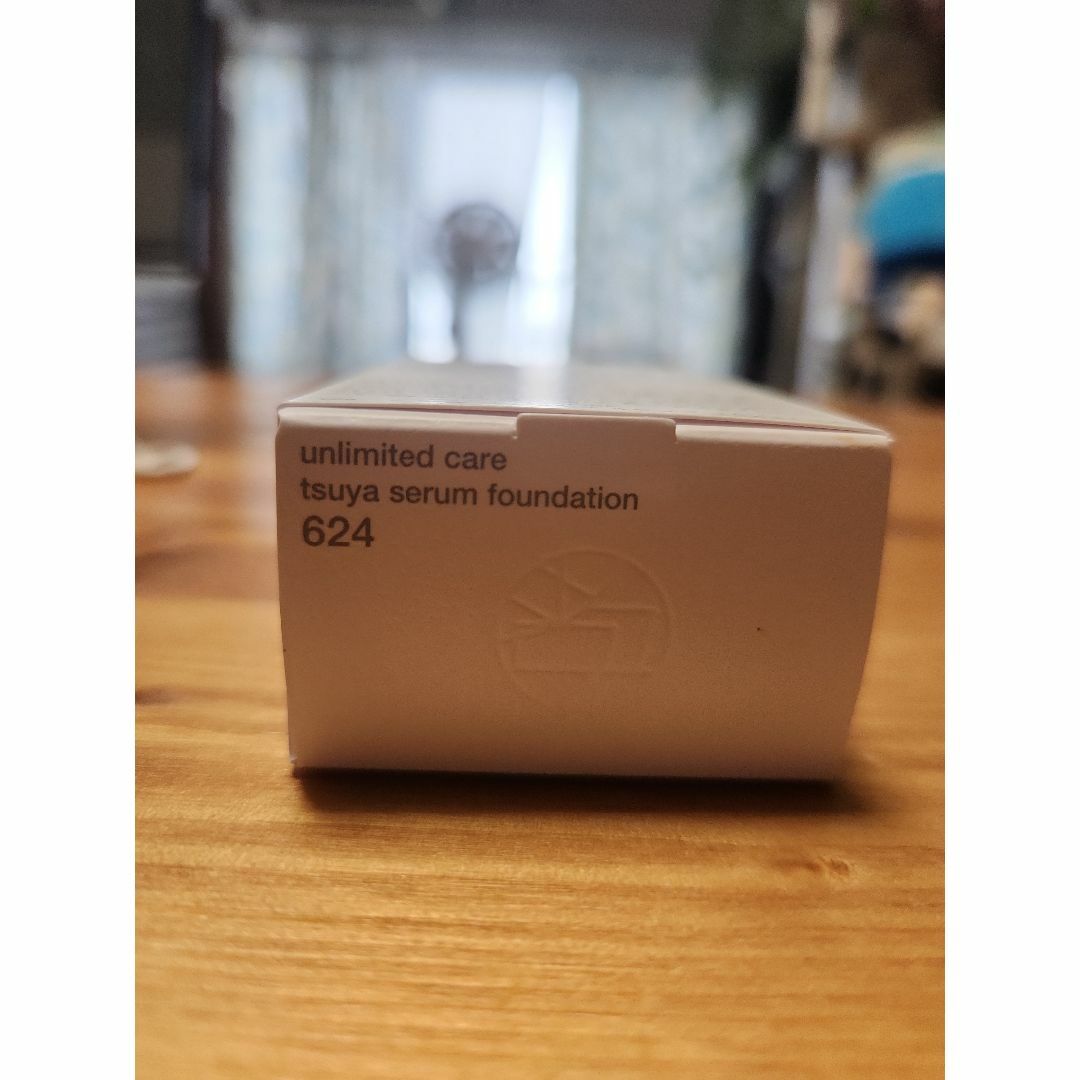 unlimited care
tsuya serum foundation
624